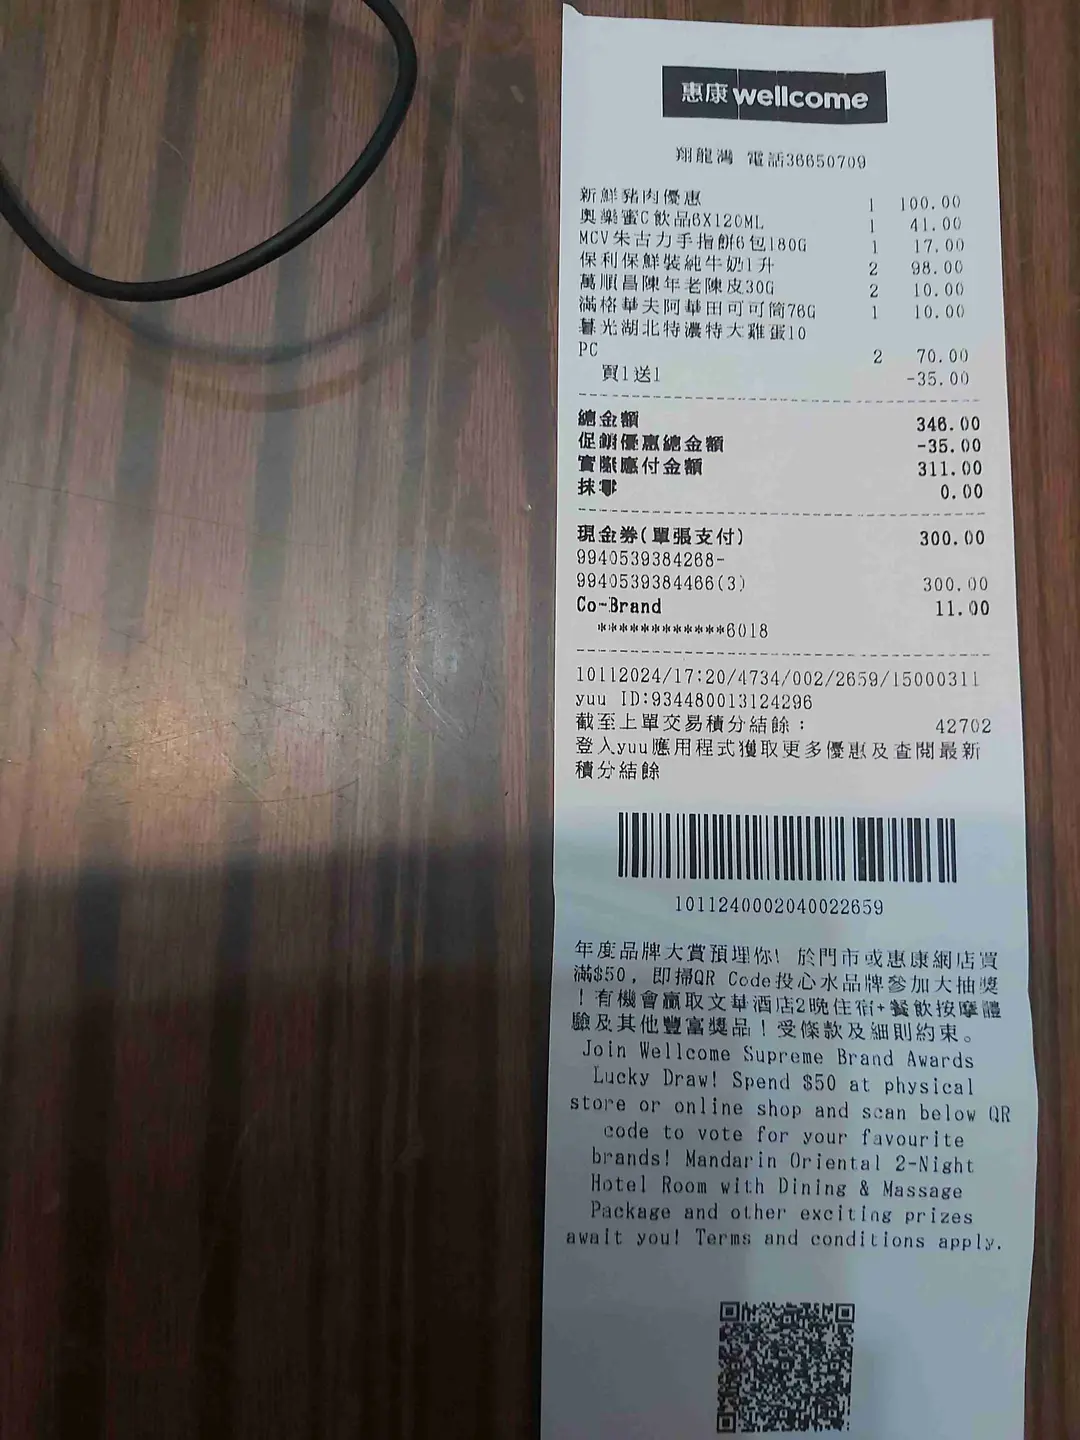 惠康wellcome
翔龍灣 電話36650709
新鮮豬肉優惠 1 100.00
奧樂蜜C飲品6X120ML 1 41.00
MCV朱古力手指餅6包180G 1 17.00
保利保鮮裝純牛奶1升 2 98.00
萬順昌陳年老陳皮30G 2 10.00
滿格華夫阿華田可可筒76G 1 10.00
暮光湖北特濃特大雞蛋10
PC 2 70.00
買1送1 -35.00
總金額 346.00
促銷優惠總金額 -35.00
實際應付金額 311.00
抹零 0.00
現金券(單張支付) 300.00
9940539384268-
9940539384466(3) 300.00
Co-Brand 11.00
************6018
10112024/17:20/4734/002/2659/15000311
yuu ID:934480013124296
截至上單交易積分結餘： 42702
登入yuu應用程式獲取更多優惠及查閱最新
積分結餘
1011240002040022659
年度品牌大賞預埋你! 於門市或惠康網店買
滿$50, 即掃QR Code投心水品牌參加大抽獎
!有機會贏取文華酒店2晚住宿+餐飲按摩體
驗及其他豐富獎品!受條款及細則約束。
Join Wellcome Supreme Brand Awards
Lucky Draw! Spend $50 at physical
store or online shop and scan below QR
code to vote for your favourite
brands! Mandarin Oriental 2-Night
Hotel Room with Dining & Massage
Package and other exciting prizes
await you! Terms and conditions apply.